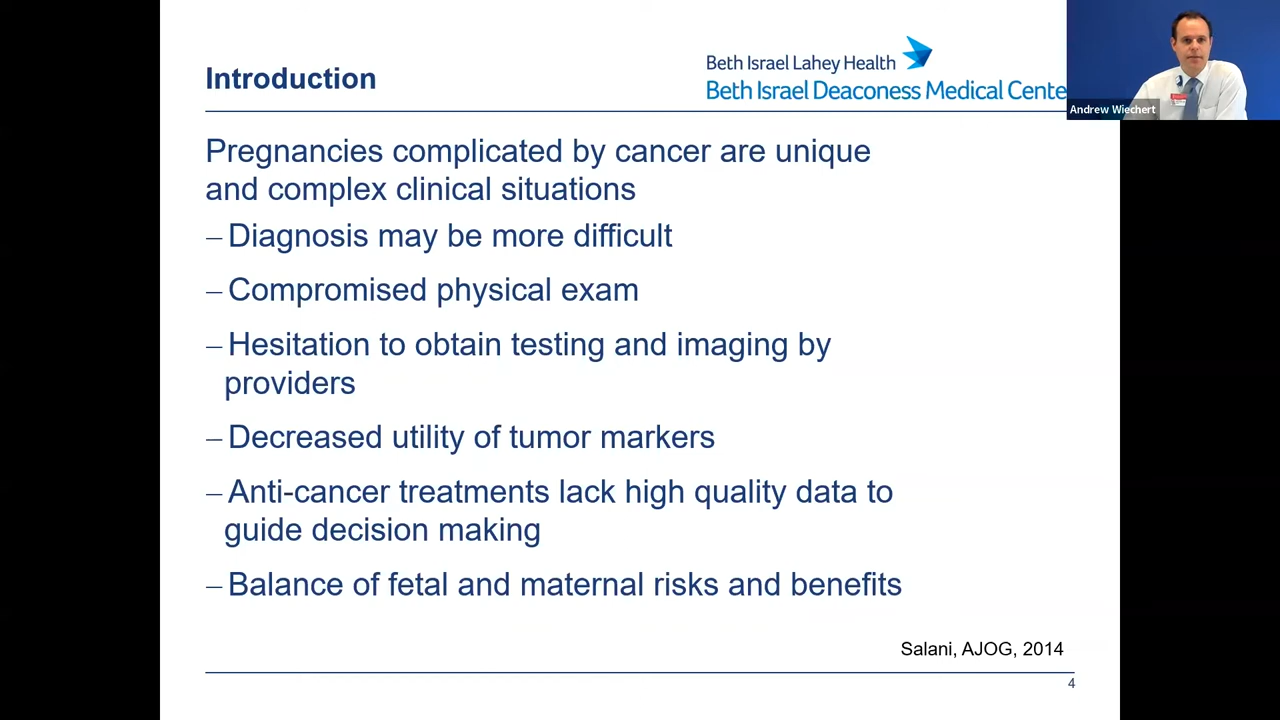 Introduction
Beth Israel Lahey Health
Beth Israel Deaconess Medical Cente
Andrew Wiechert
Pregnancies complicated by cancer are unique
and complex clinical situations
– Diagnosis may be more difficult
– Compromised physical exam
– Hesitation to obtain testing and imaging by
providers
– Decreased utility of tumor markers
– Anti-cancer treatments lack high quality data to
guide decision making
– Balance of fetal and maternal risks and benefits
Salani, AJOG, 2014
4